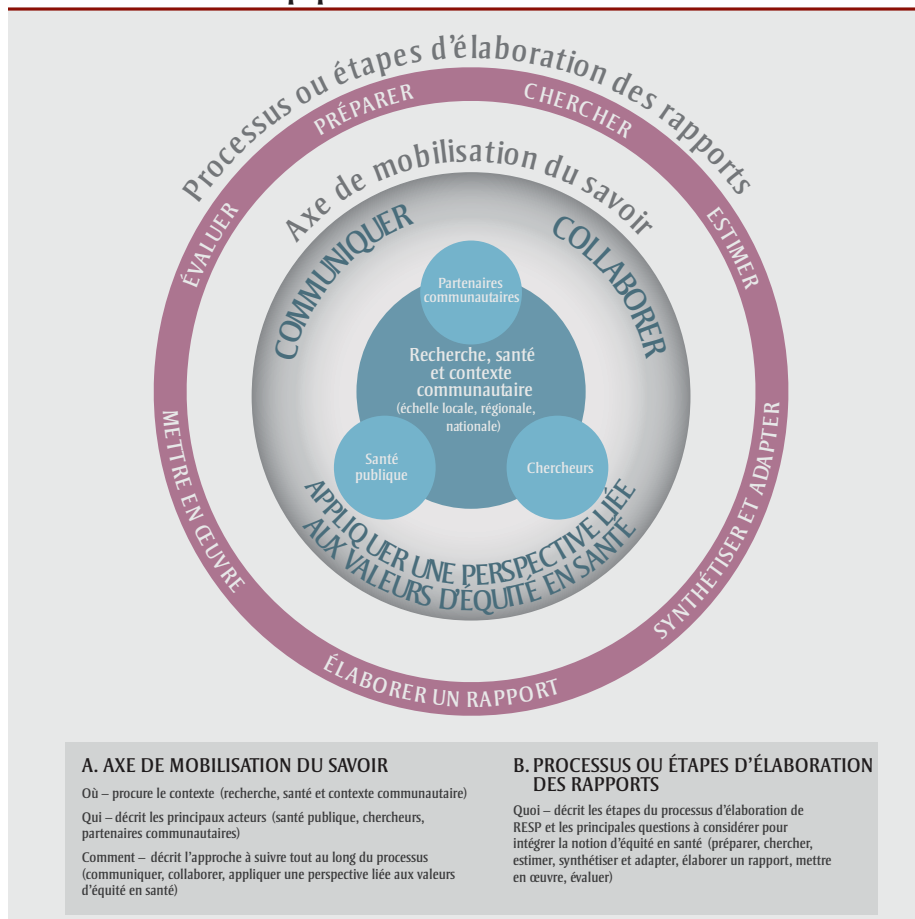 Processus ou étapes d’élaboration des rapports
PRÉPARER
CHERCHER
ESTIMER
SYNTHÉTISER ET ADAPTER
ÉLABORER UN RAPPORT
METTRE EN ŒUVRE
ÉVALUER
Axe de mobilisation du savoir
COMMUNIQUER
COLLABORER
APPLIQUER UNE PERSPECTIVE LIÉE
AUX VALEURS D’ÉQUITÉ EN SANTÉ
Partenaires
communautaires
Recherche, santé
et contexte
communautaire
(échelle locale, régionale,
nationale)
Santé
publique
Chercheurs
A. AXE DE MOBILISATION DU SAVOIR
Où – procure le contexte (recherche, santé et contexte communautaire)
Qui – décrit les principaux acteurs (santé publique, chercheurs,
partenaires communautaires)
Comment – décrit l’approche à suivre tout au long du processus
(communiquer, collaborer, appliquer une perspective liée aux valeurs
d’équité en santé)
B. PROCESSUS OU ÉTAPES D’ÉLABORATION
DES RAPPORTS
Quoi – décrit les étapes du processus d’élaboration de
RESP et les principales questions à considérer pour
intégrer la notion d’équité en santé (préparer, chercher,
estimer, synthétiser et adapter, élaborer un rapport, mettre
en œuvre, évaluer)